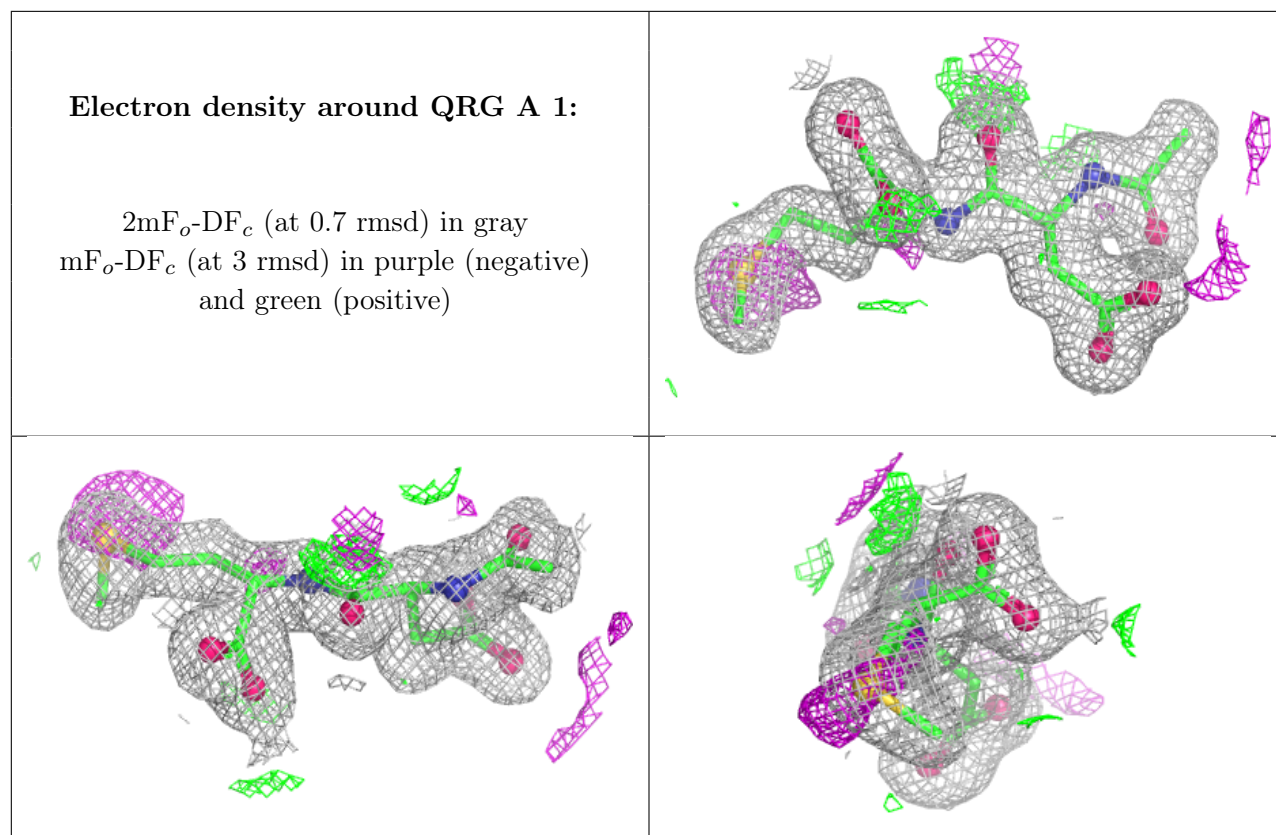 Electron density around QRG A 1:
2mFo-DFc (at 0.7 rmsd) in gray
mFo-DFc (at 3 rmsd) in purple (negative)
and green (positive)